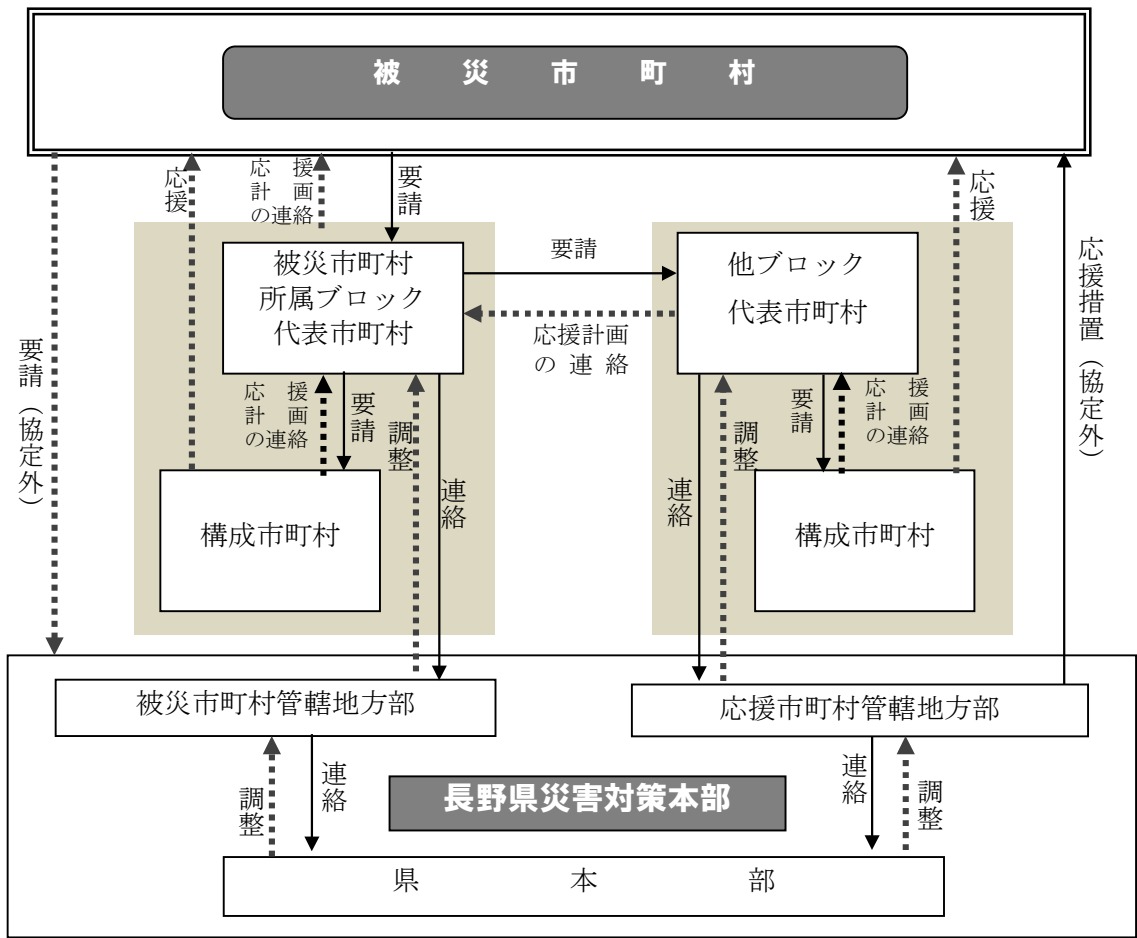 被災市町村
応援
応援
計画
の連絡
要請
応援
要請（協定外）
応援措置（協定外）
被災市町村
所属ブロック
代表市町村
要請
応援計画
の連絡
他ブロック
代表市町村
応援
計画
の連絡
要請
調整
連絡
連絡
調整
要請
応援
計画
の連絡
構成市町村
構成市町村
被災市町村管轄地方部
応援市町村管轄地方部
調整
連絡
長野県災害対策本部
連絡
調整
県本部